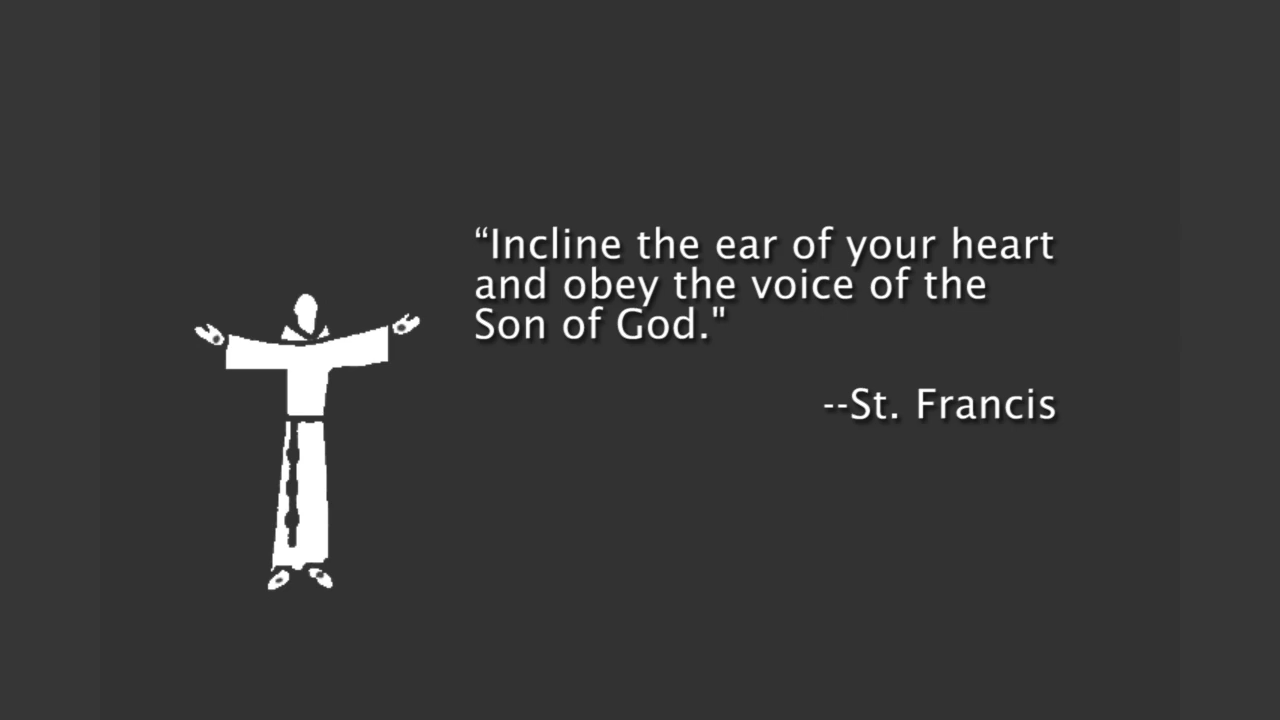 “Incline the ear of your heart
and obey the voice of the
Son of God."
--St. Francis